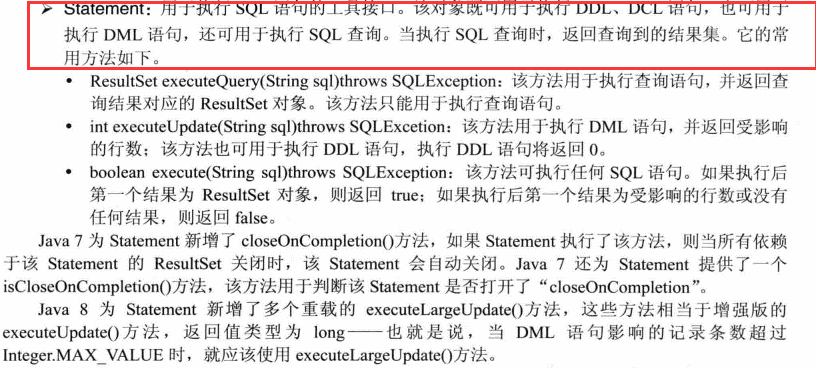 ➢ Statement：用于执行 SQL 语句的工具接口。该对象既可用于执行 DDL、DCL 语句，也可用于
执行 DML 语句，还可用于执行 SQL 查询。当执行 SQL 查询时，返回查询到的结果集。它的常
用方法如下。
• ResultSet executeQuery(String sql)throws SQLException：该方法用于执行查询语句，并返回查
询结果对应的 ResultSet 对象。该方法只能用于执行查询语句。
• int executeUpdate(String sql)throws SQLExcetion：该方法用于执行 DML 语句，并返回受影响
的行数；该方法也可用于执行 DDL 语句，执行 DDL 语句将返回 0。
• boolean execute(String sql)throws SQLException：该方法可执行任何 SQL 语句。如果执行后
第一个结果为 ResultSet 对象，则返回 true；如果执行后第一个结果为受影响的行数或没有
任何结果，则返回 false。
Java 7 为 Statement 新增了 closeOnCompletion()方法，如果 Statement 执行了该方法，则当所有依赖
于该 Statement 的 ResultSet 关闭时，该 Statement 会自动关闭。Java 7 还为 Statement 提供了一个
isCloseOnCompletion()方法，该方法用于判断该 Statement 是否打开了“closeOnCompletion”。
Java 8 为 Statement 新增了多个重载的 executeLargeUpdate()方法，这些方法相当于增强版的
executeUpdate()方法，返回值类型为 long——也就是说，当 DML 语句影响的记录条数超过
Integer.MAX_VALUE 时，就应该使用 executeLargeUpdate()方法。